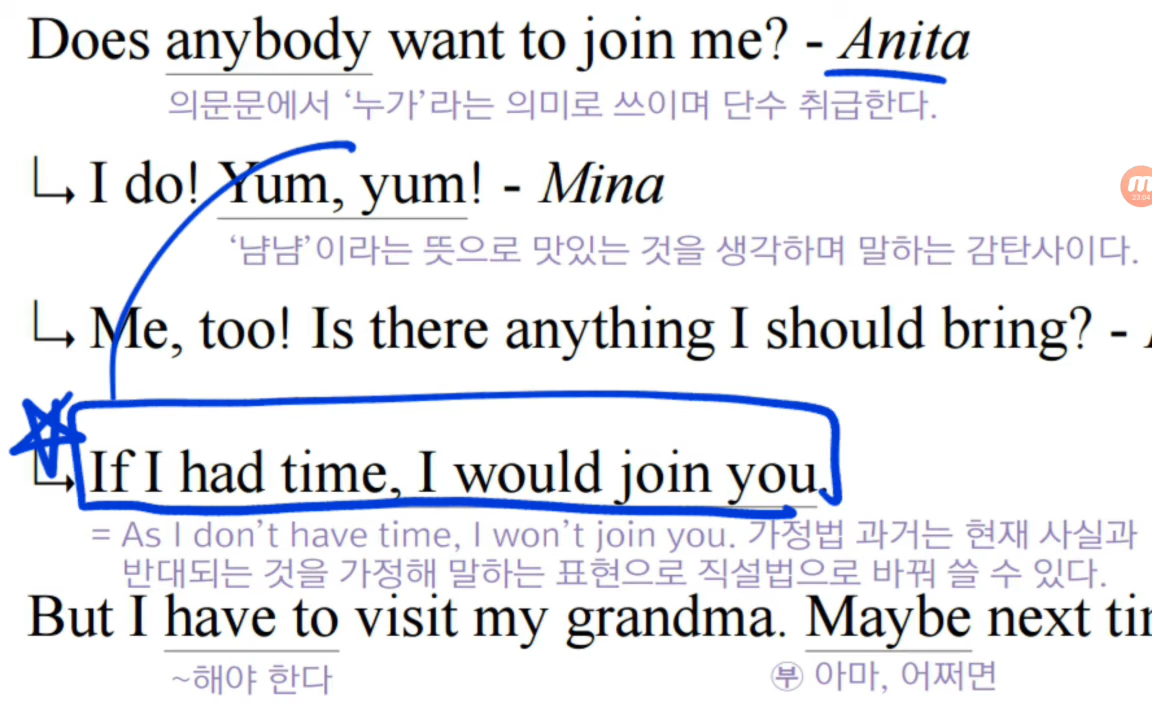 Does anybody want to join me? - Anita
의문문에서 ‘누가’라는 의미로 쓰이며 단수 취급한다.
↳ I do! Yum, yum! - Mina
‘냠냠’이라는 뜻으로 맛있는 것을 생각하며 말하는 감탄사이다.
↳ Me, too! Is there anything I should bring? -
↳ If I had time, I would join you.
= As I don’t have time, I won’t join you. 가정법 과거는 현재 사실과
반대되는 것을 가정해 말하는 표현으로 직설법으로 바꿔 쓸 수 있다.
But I have to visit my grandma. Maybe next
~해야 한다
부 아마, 어쩌면
23:04